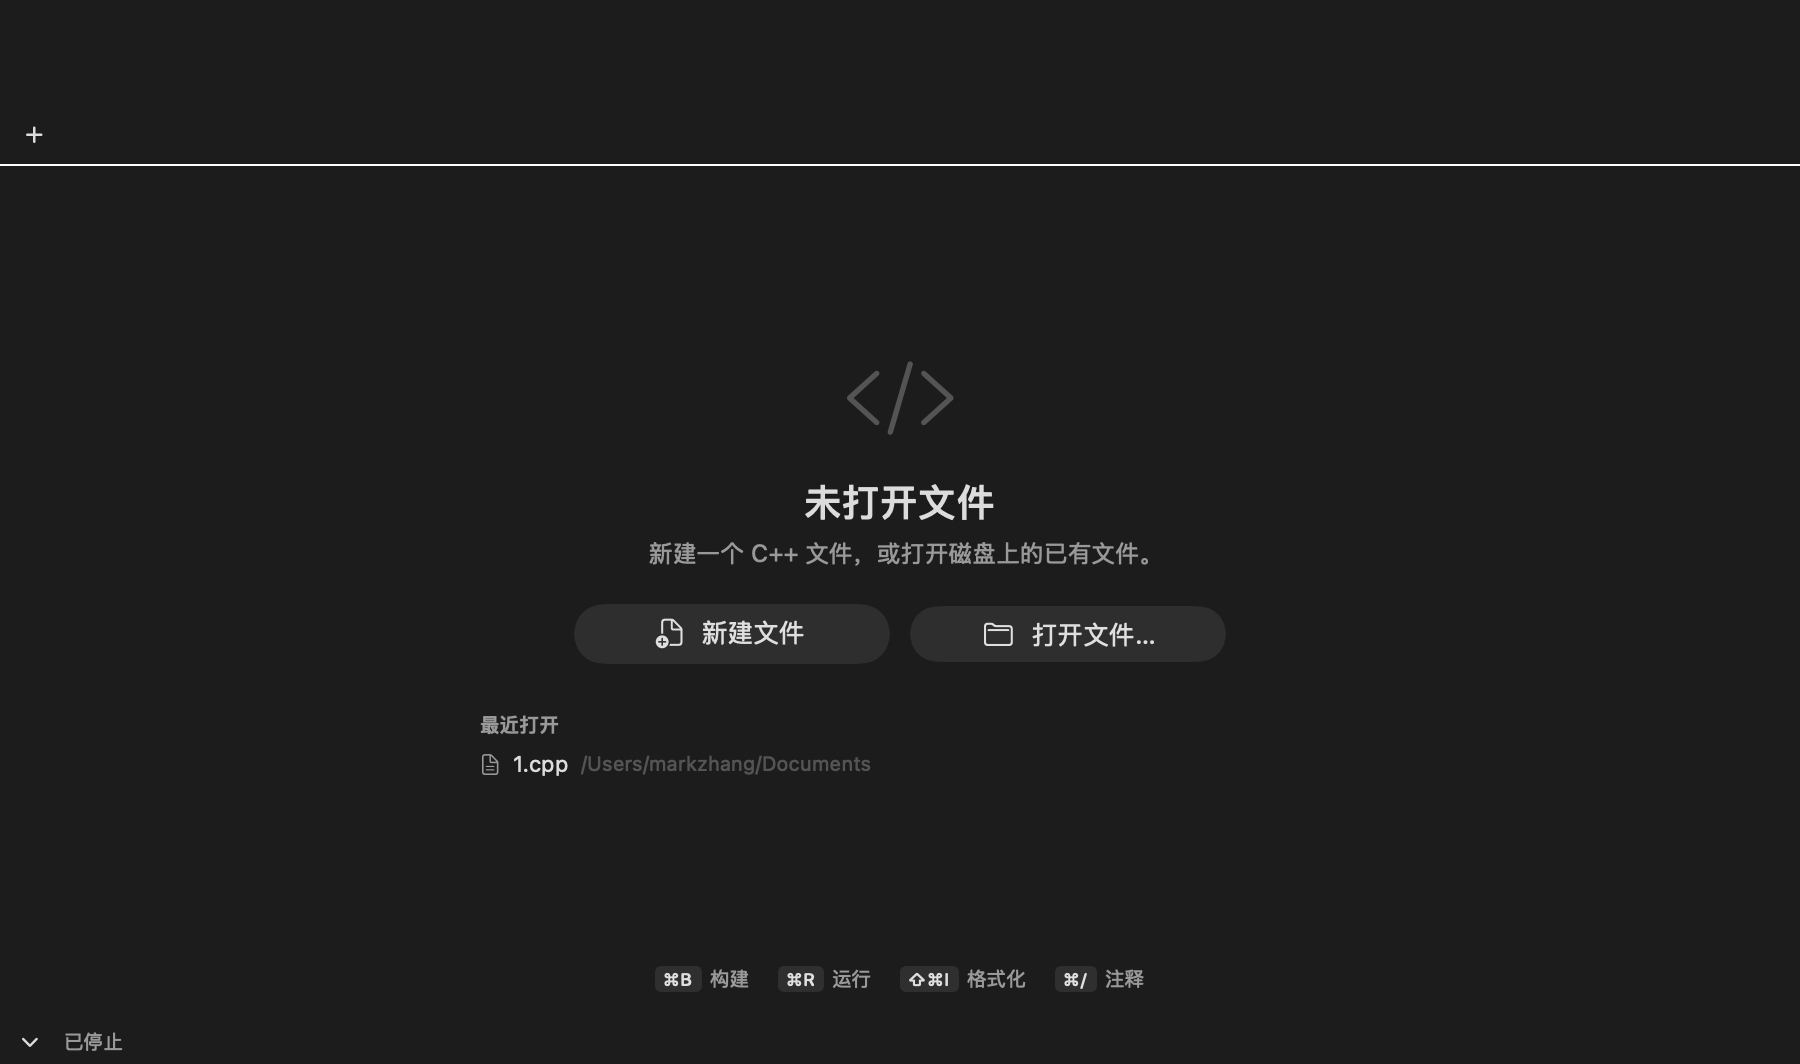 +
</>
未打开文件
新建一个 C++ 文件，或打开磁盘上的已有文件。
新建文件 打开文件...
最近打开
1.cpp /Users/markzhang/Documents
⌘B 构建 ⌘R 运行 ⇧⌘I 格式化 ⌘/ 注释
已停止